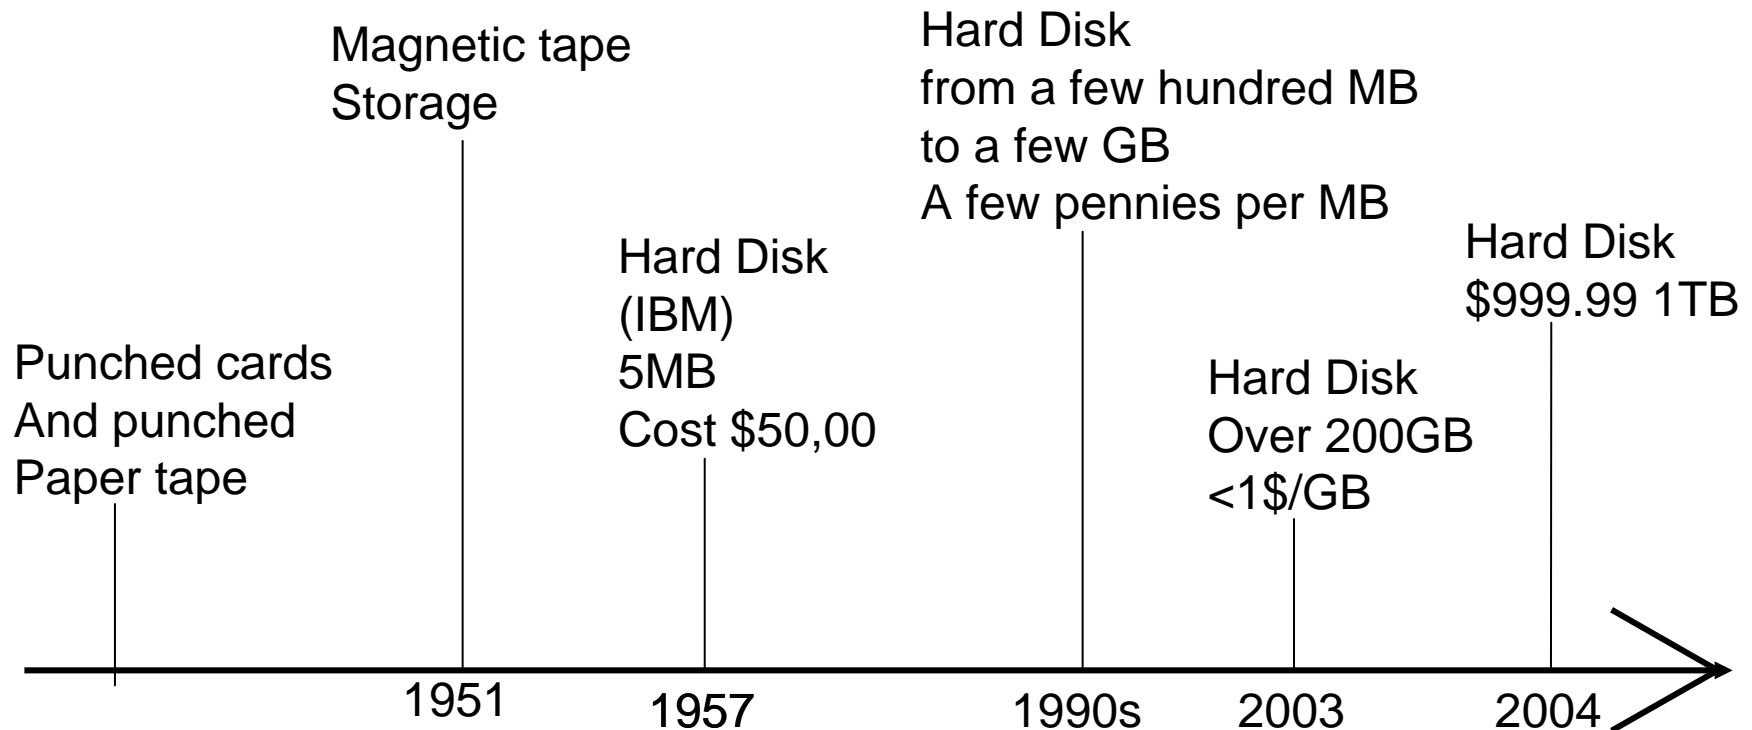 Punched cards
And punched
Paper tape
Magnetic tape
Storage
Hard Disk
(IBM)
5MB
Cost $50,00
Hard Disk
from a few hundred MB
to a few GB
A few pennies per MB
Hard Disk
Over 200GB
<1$/GB
Hard Disk
$999.99 1TB
1951
1957
1990s
2003
2004